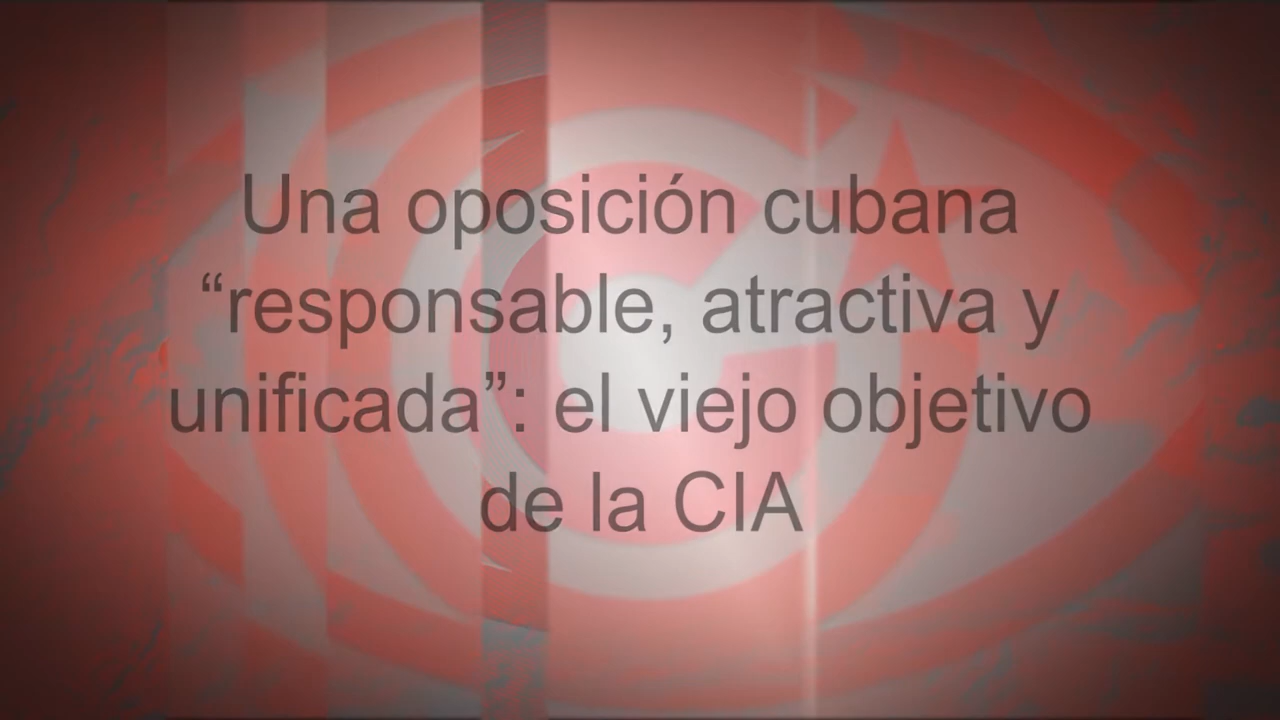 Una oposición cubana
“responsable, atractiva y
unificada”: el viejo objetivo
de la CIA